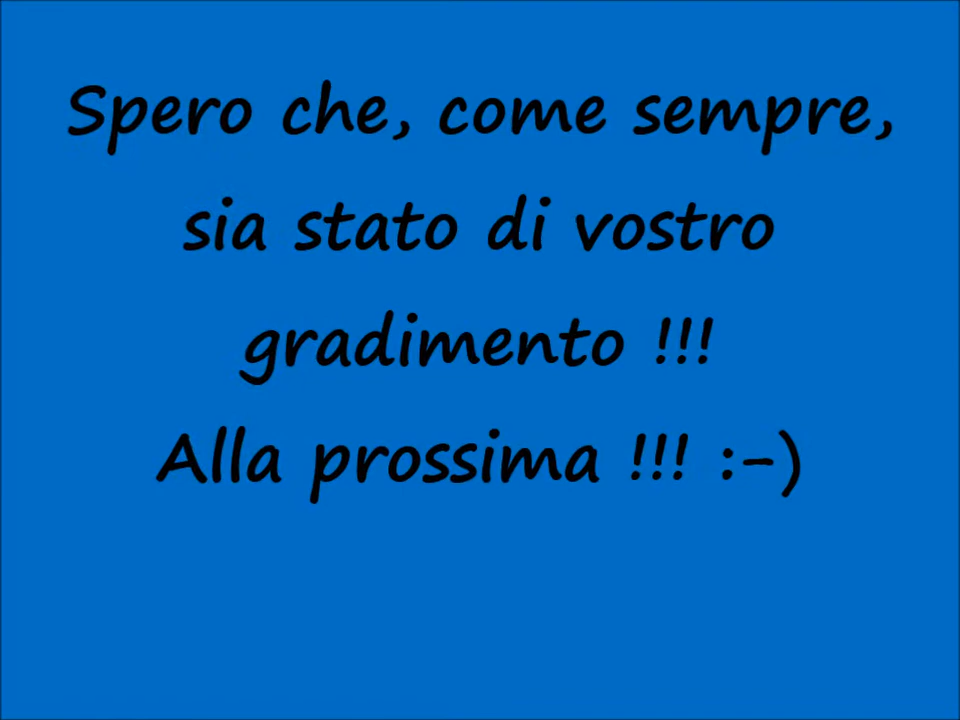 Spero che, come sempre,
sia stato di vostro
gradimento !!!
Alla prossima !!! :-)